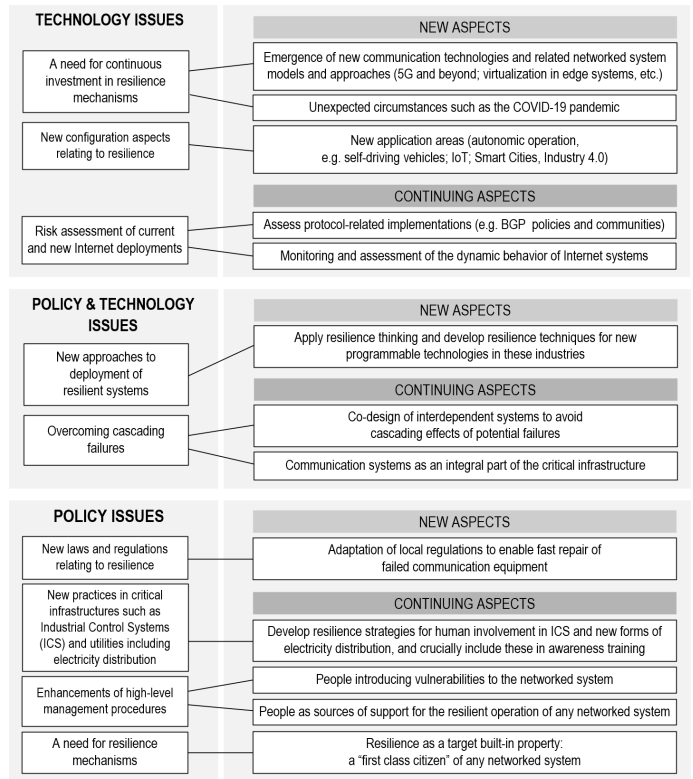 TECHNOLOGY ISSUES
NEW ASPECTS
A need for continuous
investment in resilience
mechanisms
Emergence of new communication technologies and related networked system
models and approaches (5G and beyond; virtualization in edge systems, etc.)
Unexpected circumstances such as the COVID-19 pandemic
New configuration aspects
relating to resilience
New application areas (autonomic operation,
e.g. self-driving vehicles; IoT; Smart Cities, Industry 4.0)
CONTINUING ASPECTS
Risk assessment of current
and new Internet deployments
Assess protocol-related implementations (e.g. BGP policies and communities)
Monitoring and assessment of the dynamic behavior of Internet systems
POLICY & TECHNOLOGY
ISSUES
NEW ASPECTS
New approaches to
deployment of
resilient systems
Apply resilience thinking and develop resilience techniques for new
programmable technologies in these industries
CONTINUING ASPECTS
Overcoming cascading
failures
Co-design of interdependent systems to avoid
cascading effects of potential failures
Communication systems as an integral part of the critical infrastructure
POLICY ISSUES
NEW ASPECTS
New laws and regulations
relating to resilience
Adaptation of local regulations to enable fast repair of
failed communication equipment
CONTINUING ASPECTS
New practices in critical
infrastructures such as
Industrial Control Systems
(ICS) and utilities including
electricity distribution
Develop resilience strategies for human involvement in ICS and new forms of
electricity distribution, and crucially include these in awareness training
Enhancements of high-level
management procedures
People introducing vulnerabilities to the networked system
People as sources of support for the resilient operation of any networked system
A need for resilience
mechanisms
Resilience as a target built-in property:
a “first class citizen” of any networked system